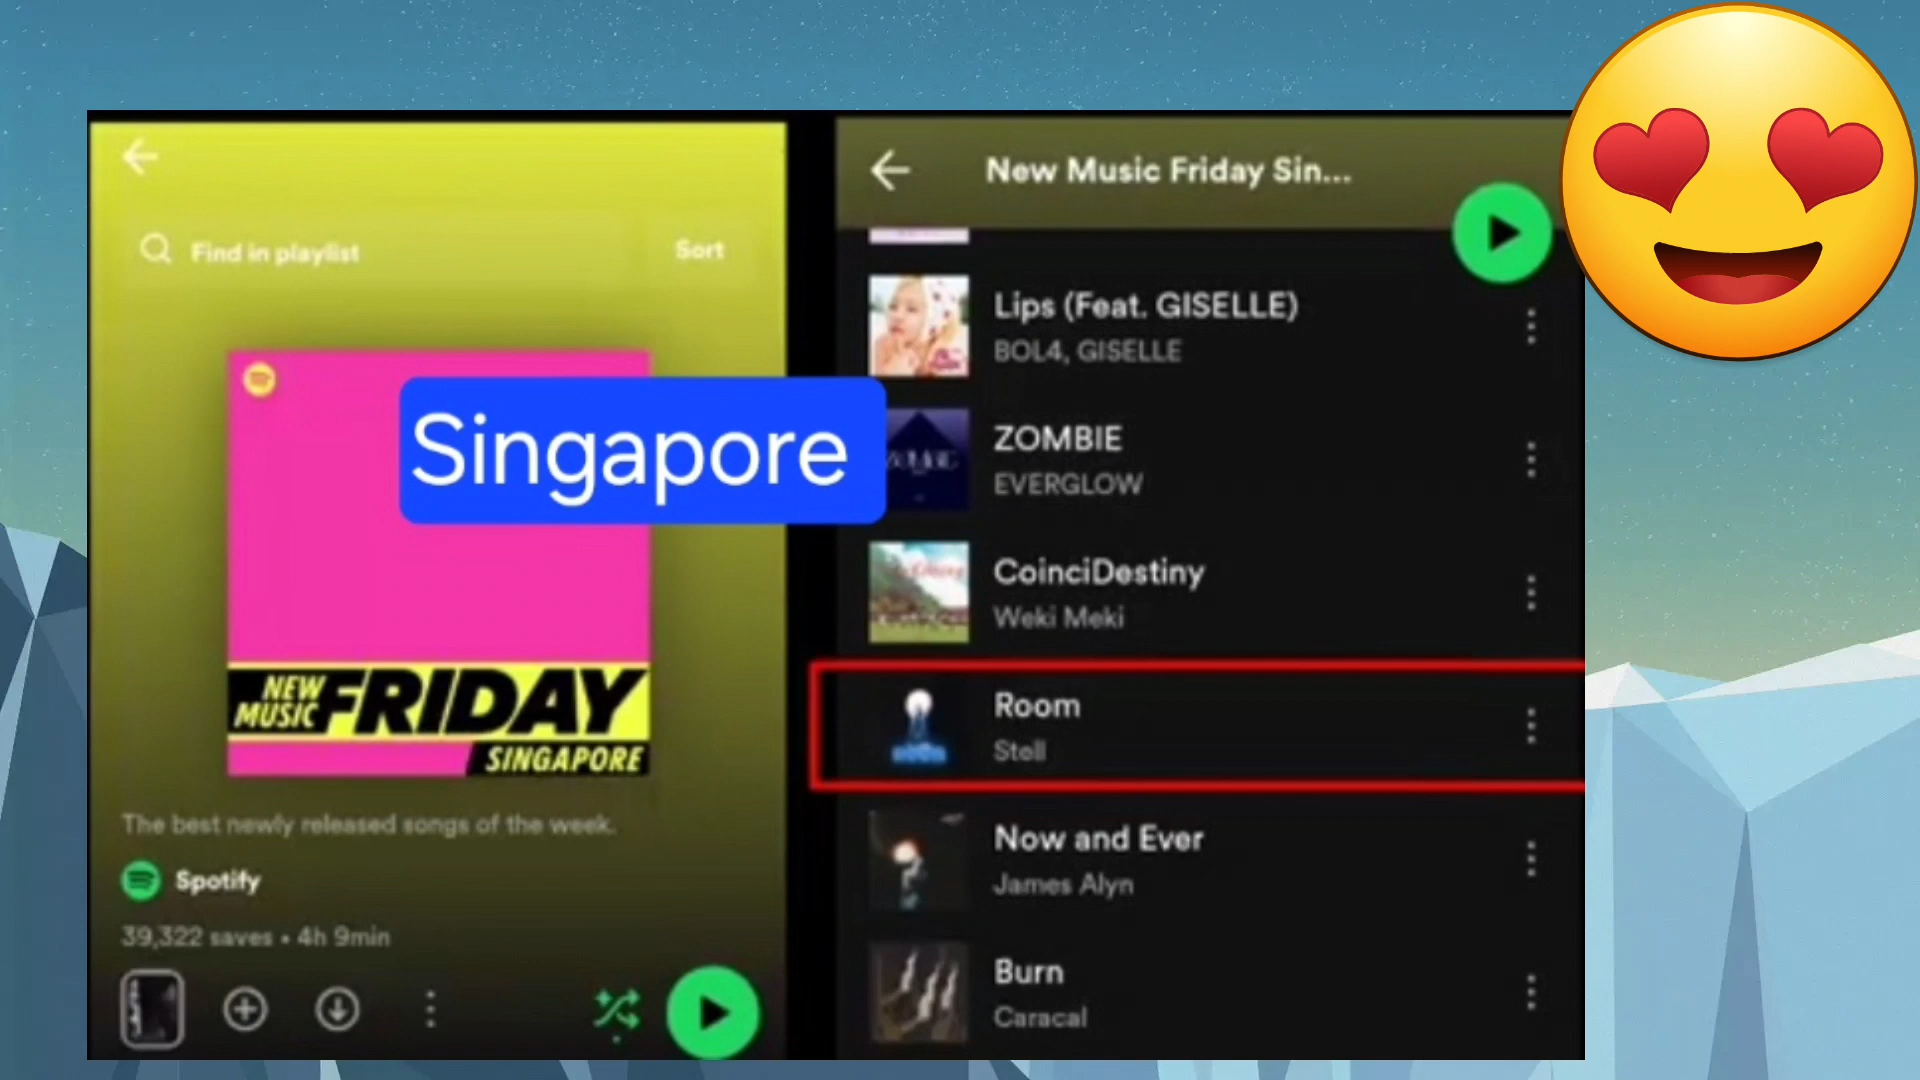 Find in playlist
Sort
Singapore
NEW
MUSIC
FRIDAY
SINGAPORE
The best newly released songs of the week.
Spotify
39,322 saves • 4h 9min
New Music Friday Sin...
Lips (Feat. GISELLE)
BOL4, GISELLE
ZOMBIE
EVERGLOW
CoinciDestiny
Weki Meki
Room
Stell
Now and Ever
James Alyn
Burn
Caracal